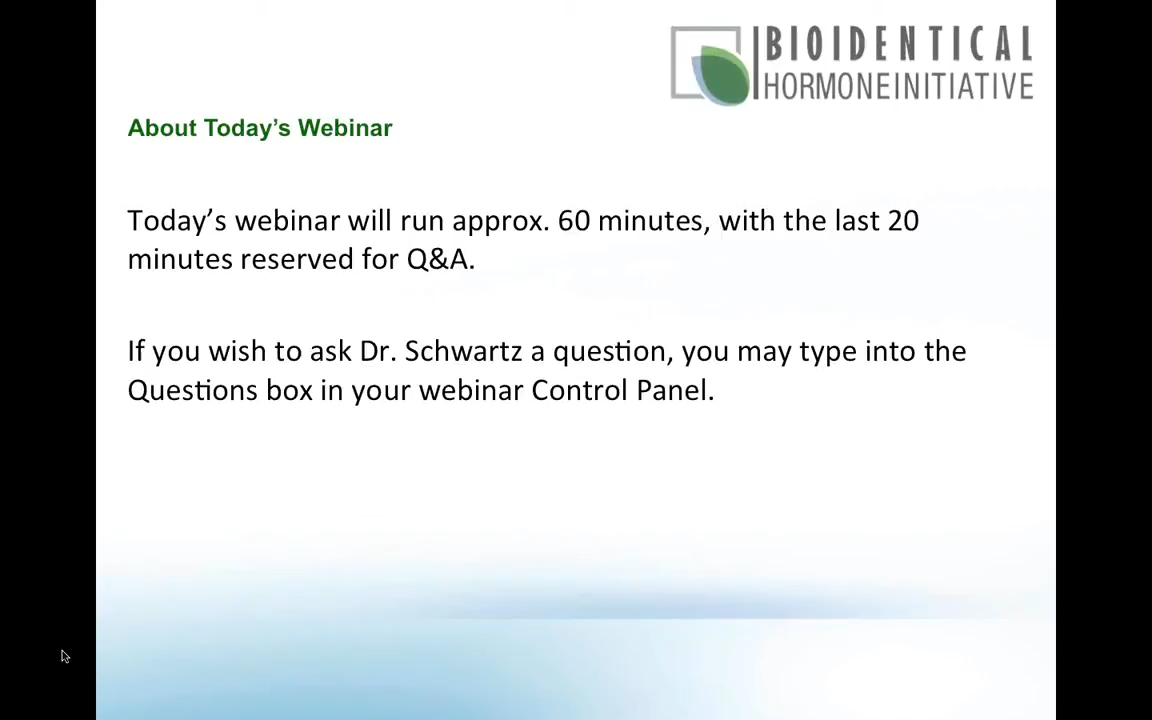 BIOIDENTICAL
HORMONEINITIATIVE
About Today’s Webinar
Today’s webinar will run approx. 60 minutes, with the last 20
minutes reserved for Q&A.
If you wish to ask Dr. Schwartz a question, you may type into the
Questions box in your webinar Control Panel.